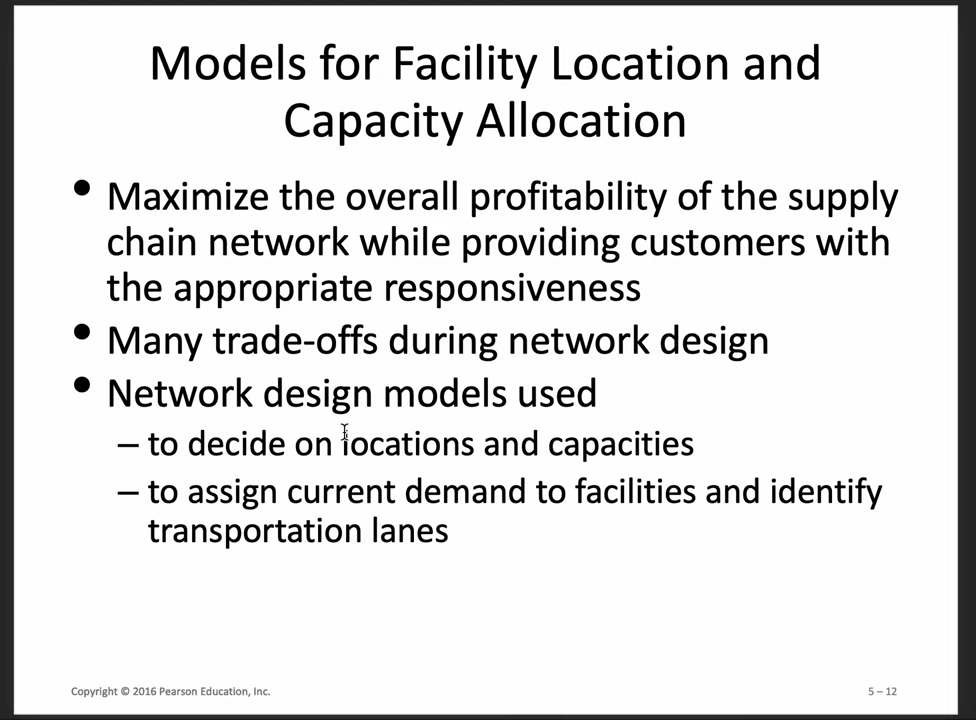 Models for Facility Location and
Capacity Allocation
• Maximize the overall profitability of the supply
chain network while providing customers with
the appropriate responsiveness
• Many trade-offs during network design
• Network design models used
– to decide on locations and capacities
– to assign current demand to facilities and identify
transportation lanes
Copyright © 2016 Pearson Education, Inc.
5 – 12